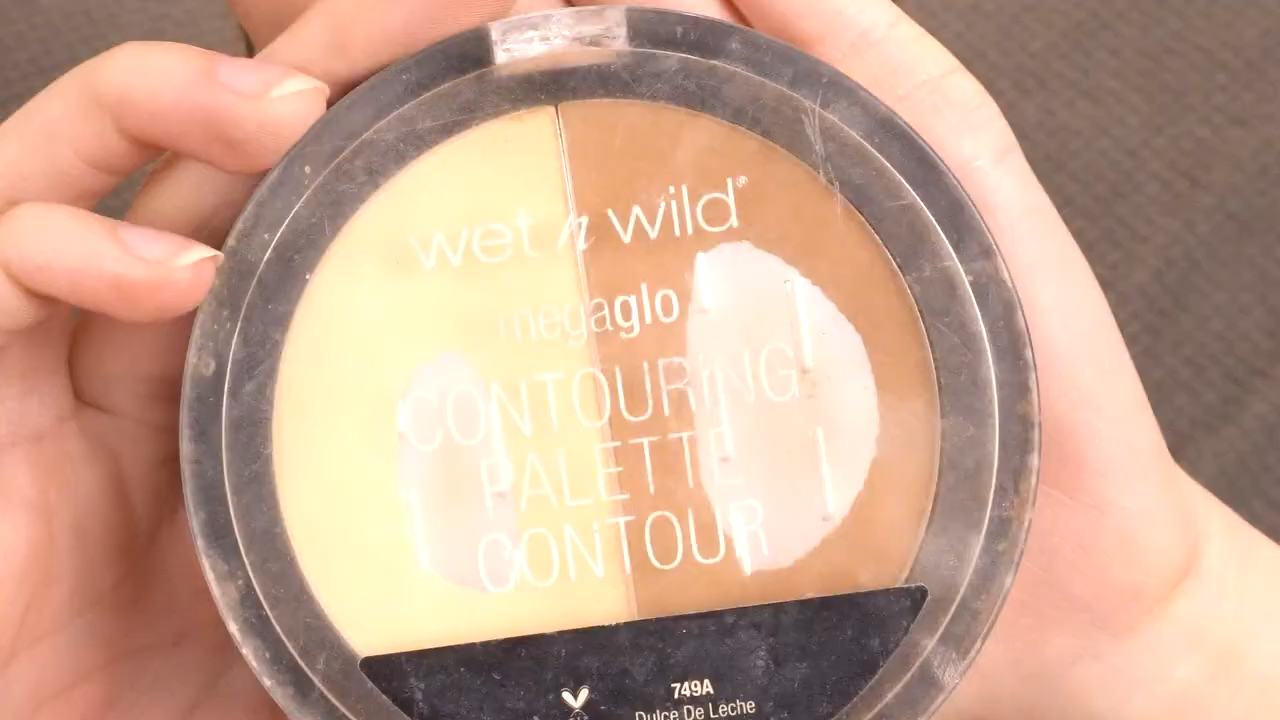 wet n wild®
megaglo
CONTOURING
PALETTE
CONTOUR
749A
Dulce De Leche